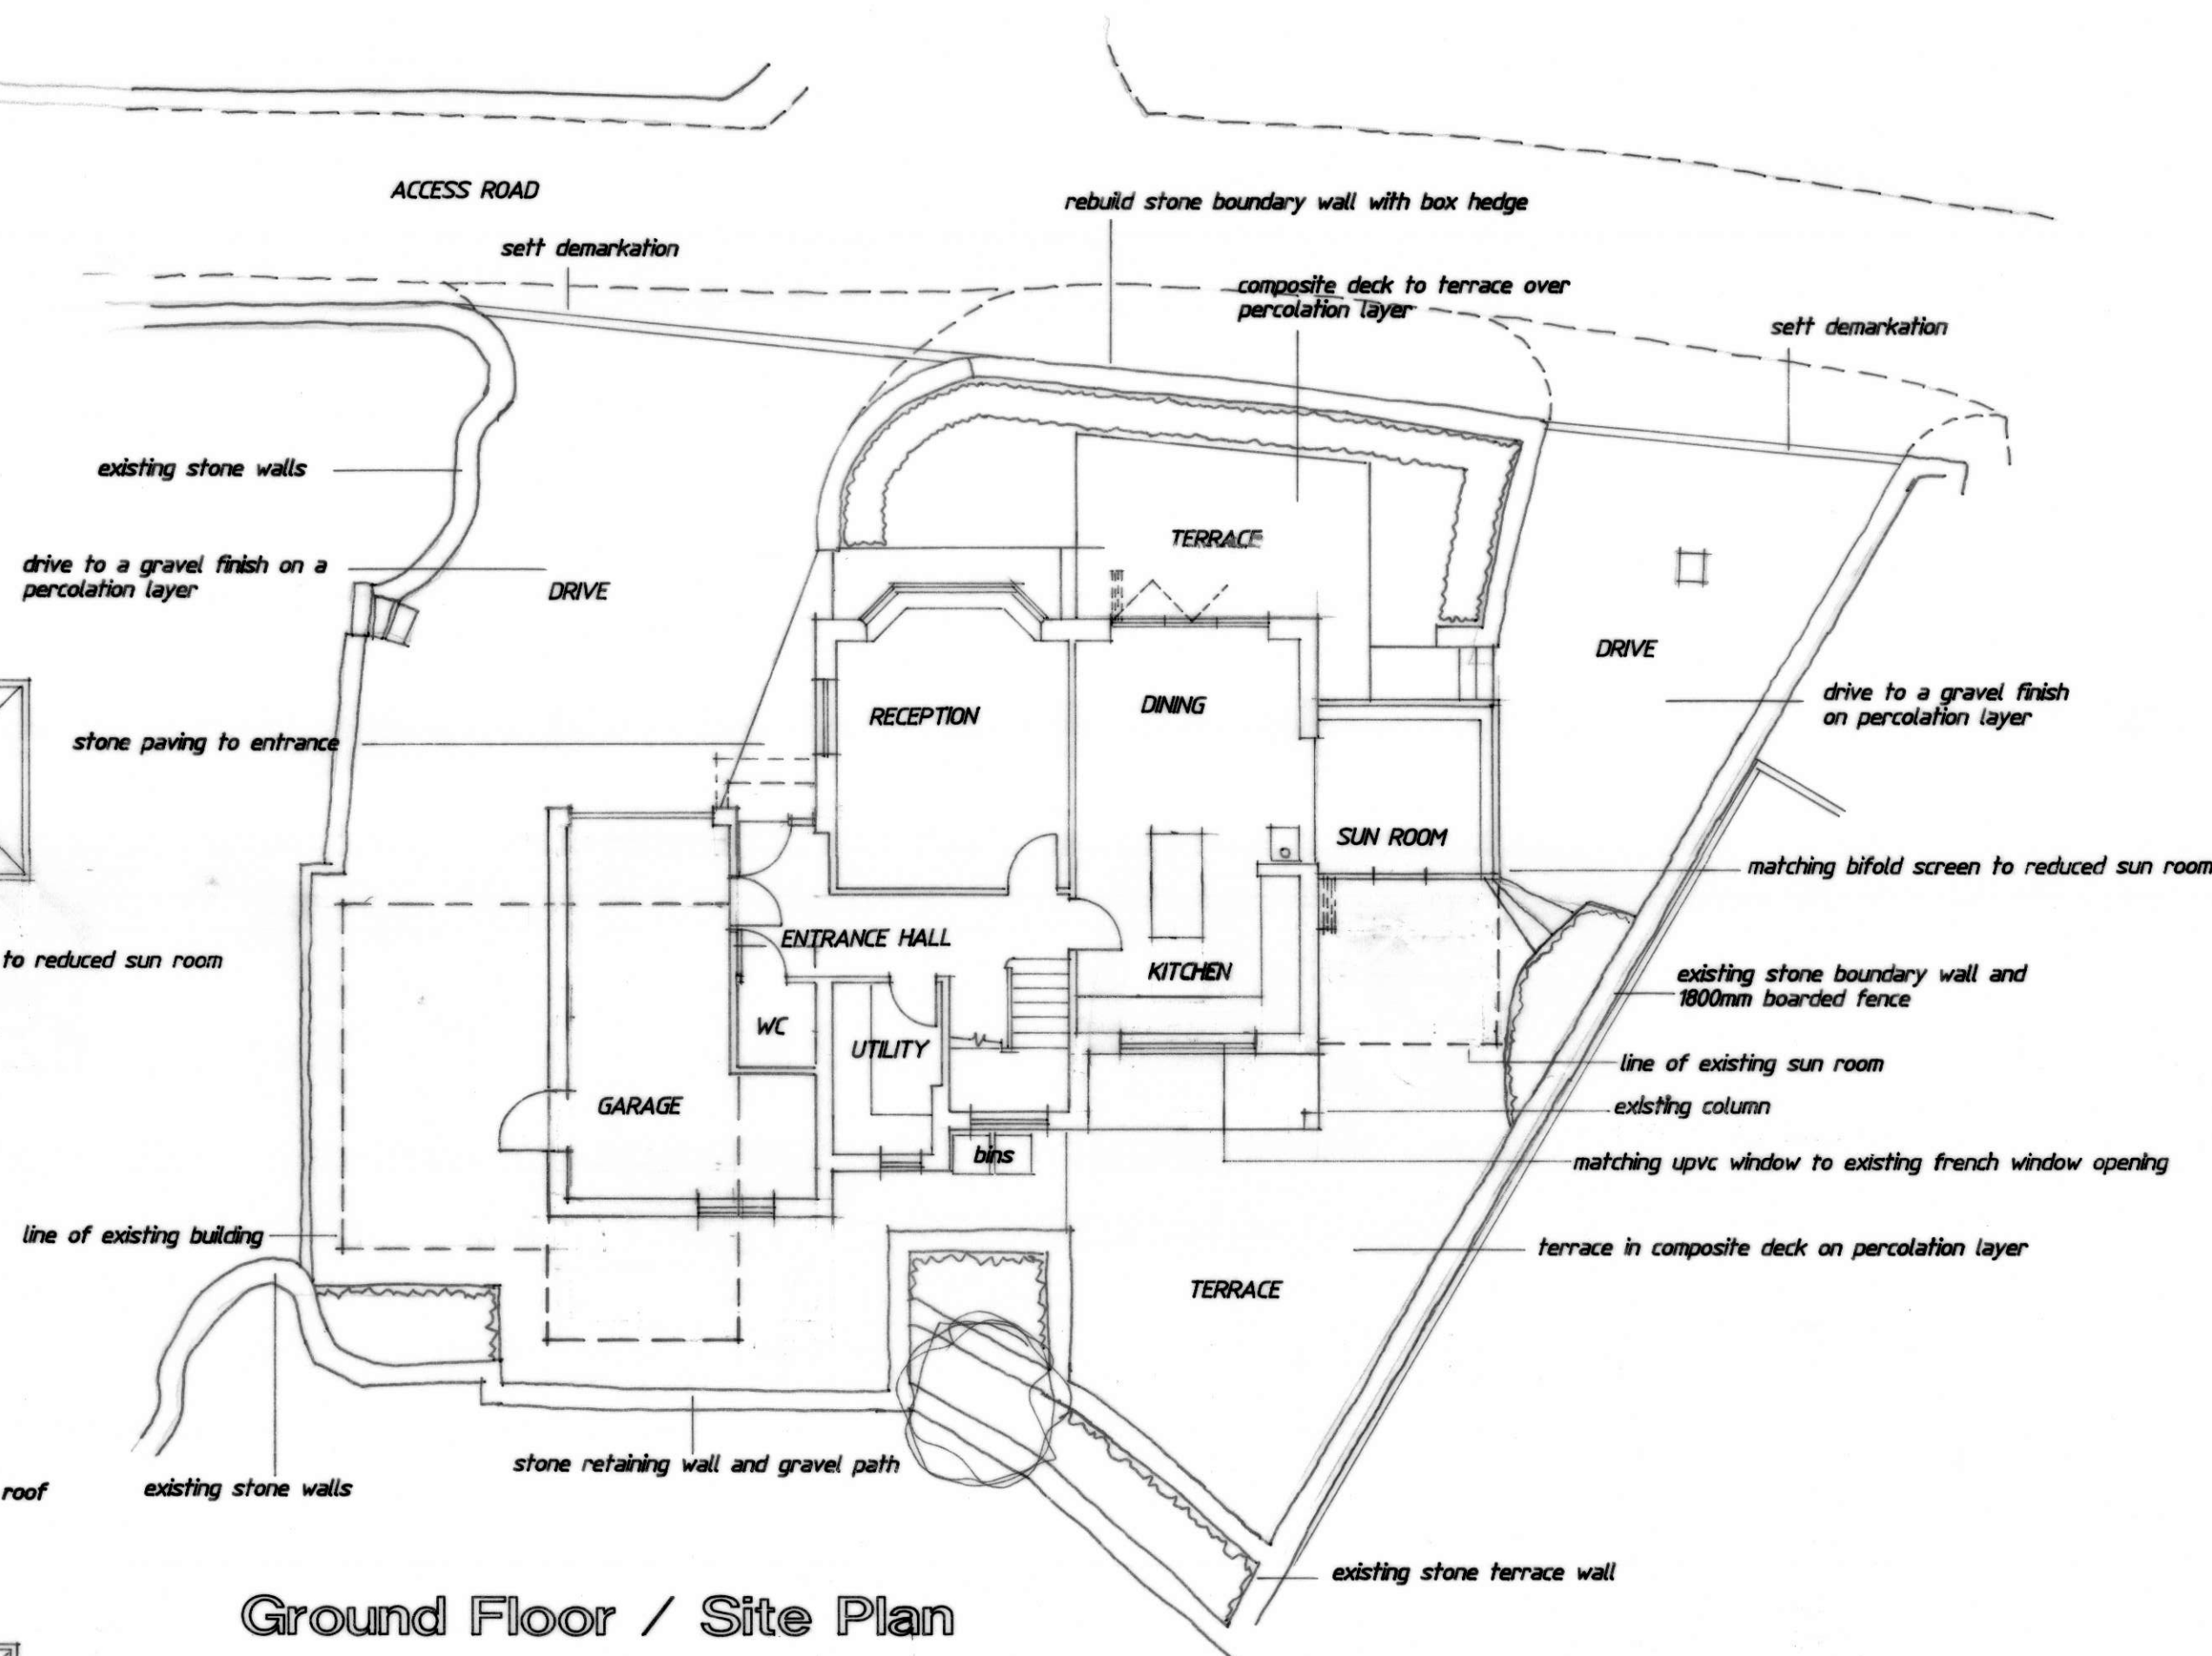 ACCESS ROAD
rebuild stone boundary wall with box hedge
sett demarkation
composite deck to terrace over
percolation layer
sett demarkation
existing stone walls
TERRACE
drive to a gravel finish on a
percolation layer
DRIVE
DRIVE
drive to a gravel finish
on percolation layer
RECEPTION
DINING
stone paving to entrance
SUN ROOM
matching bifold screen to reduced sun room
ENTRANCE HALL
to reduced sun room
KITCHEN
existing stone boundary wall and
1800mm boarded fence
WC
UTILITY
line of existing sun room
GARAGE
existing column
bins
matching upvc window to existing french window opening
line of existing building
terrace in composite deck on percolation layer
TERRACE
stone retaining wall and gravel path
roof
existing stone walls
existing stone terrace wall
Ground Floor / Site Plan